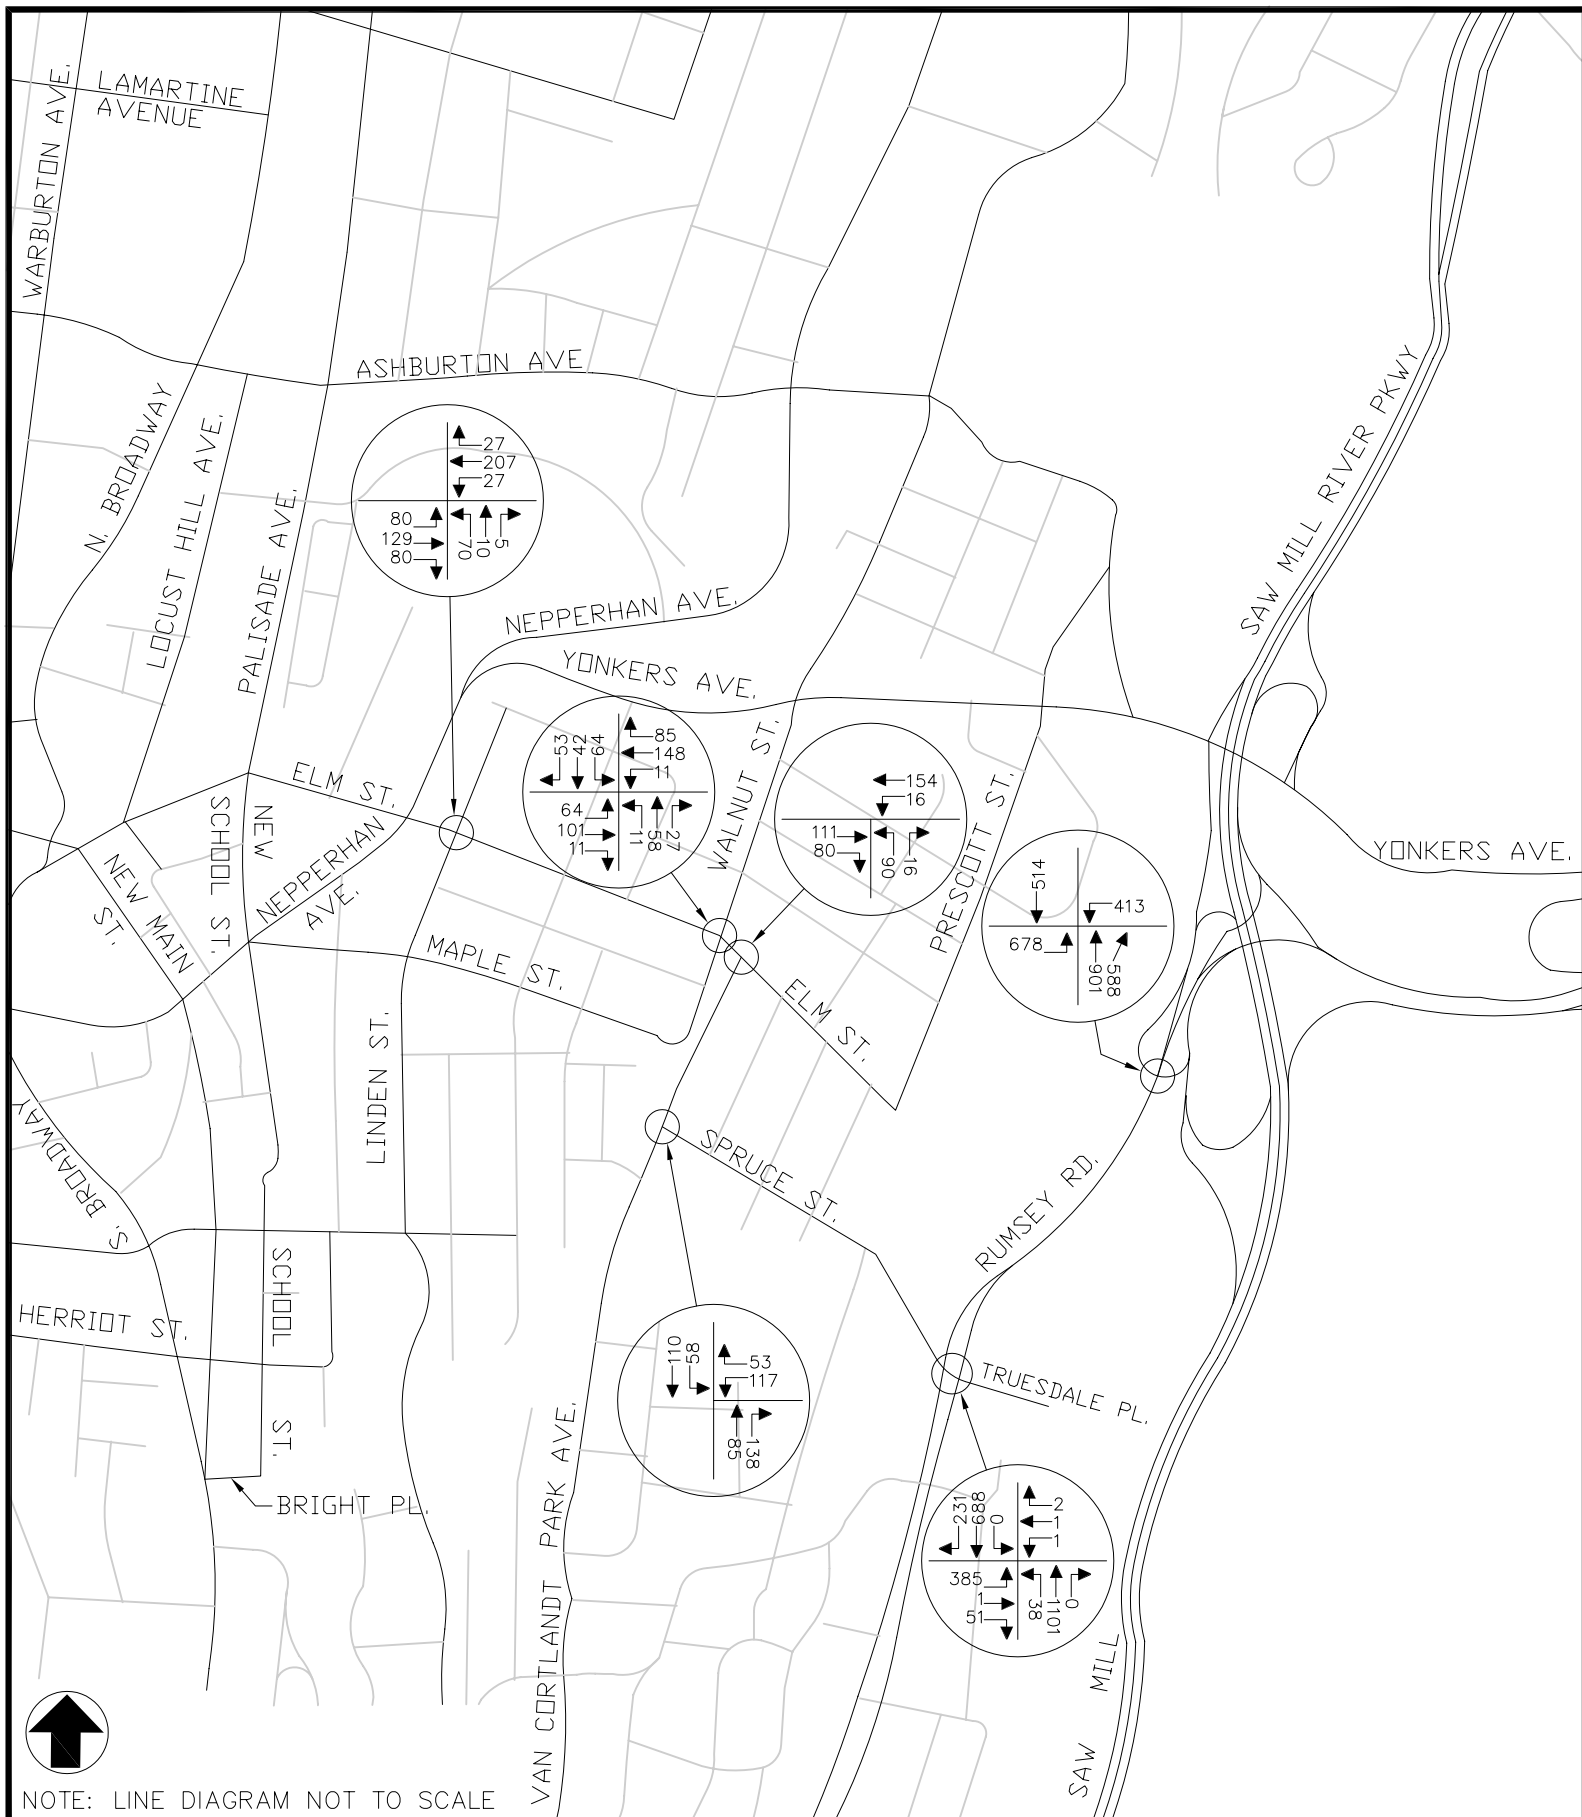 WARBURTON AVE.
LAMARTINE
AVENUE
ASHBURTON AVE
N. BROADWAY
LOCUST HILL AVE.
PALISADE AVE.
SAW MILL RIVER PKWY
27
207
27
80
129
80
70
10
5
NEPPERHAN AVE.
YONKERS AVE.
ELM ST.
53
42
64
85
148
11
64
101
11
11
58
27
WALNUT ST.
154
16
111
80
90
16
PRESCOTT ST.
514
413
678
901
588
YONKERS AVE.
NEW
SCHOOL ST.
NEPPERHAN
AVE.
NEW MAIN
ST.
MAPLE ST.
ELM ST.
LINDEN ST.
S. BROADWAY
SPRUCE ST.
RUMSEY RD.
HERRIOT ST.
SCHOOL ST.
110
58
53
117
85
138
TRUESDALE PL.
BRIGHT PL.
VAN CORTLANDT PARK AVE.
231
988
0
2
1
1
385
1
51
38
1101
0
SAW MILL
NOTE: LINE DIAGRAM NOT TO SCALE